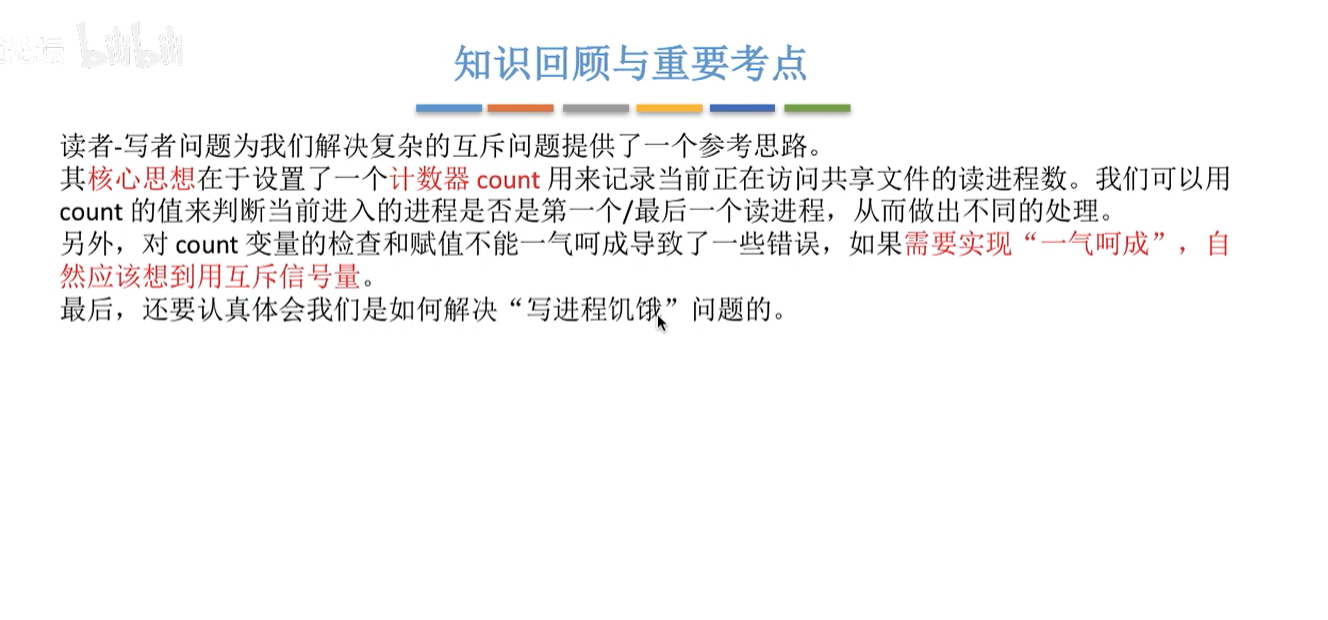 论坛 bilibili
知识回顾与重要考点
读者-写者问题为我们解决复杂的互斥问题提供了一个参考思路。
其核心思想在于设置了一个计数器 count 用来记录当前正在访问共享文件的读进程数。我们可以用
count 的值来判断当前进入的进程是否是第一个/最后一个读进程，从而做出不同的处理。
另外，对 count 变量的检查和赋值不能一气呵成导致了一些错误，如果需要实现“一气呵成”，自
然应该想到用互斥信号量。
最后，还要认真体会我们是如何解决“写进程饥饿”问题的。